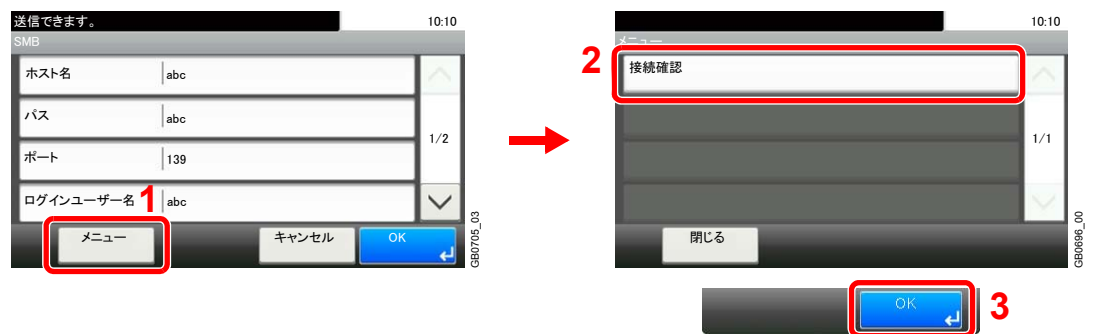 送信できます。 10:10
SMB
ホスト名 abc
パス abc
1/2
ポート 139
ログインユーザー名 1 abc
メニュー キャンセル OK
GB0705_03
10:10
メニュー
2 接続確認
1/1
閉じる
GB0696_00
OK 3